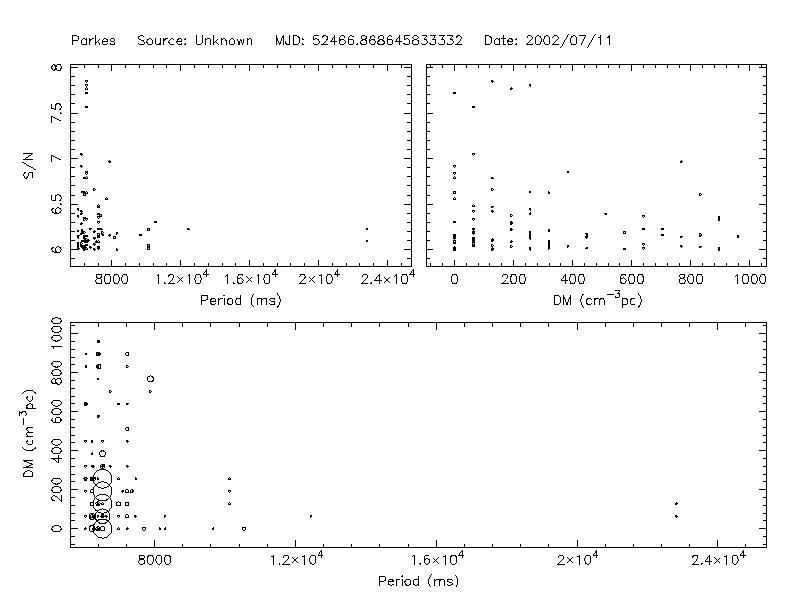 Parkes Source: Unknown MJD: 52466.868645833332 Date: 2002/07/11
8
7.5
7
6.5
6
S/N
8000 1.2×10⁴ 1.6×10⁴ 2×10⁴ 2.4×10⁴
Period (ms)
0 200 400 600 800 1000
DM (cm⁻³pc)
1000
800
600
400
200
0
DM (cm⁻³pc)
8000 1.2×10⁴ 1.6×10⁴ 2×10⁴ 2.4×10⁴
Period (ms)